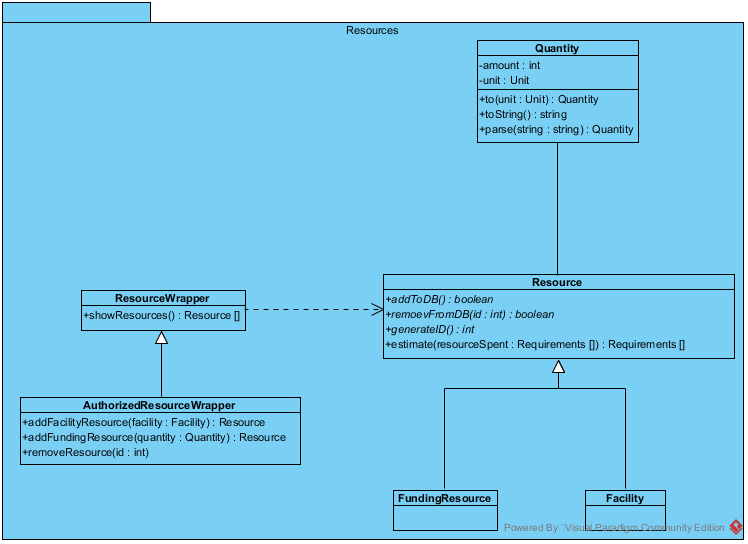 Resources
Quantity
-amount : int
-unit : Unit
+to(unit : Unit) : Quantity
+toString() : string
+parse(string : string) : Quantity
Resource
+addToDB() : boolean
+remoevFromDB(id : int) : boolean
+generateID() : int
+estimate(resourceSpent : Requirements []) : Requirements []
ResourceWrapper
+showResources() : Resource []
AuthorizedResourceWrapper
+addFacilityResource(facility : Facility) : Resource
+addFundingResource(quantity : Quantity) : Resource
+removeResource(id : int)
FundingResource
Facility
Powered By Visual Paradigm Community Edition